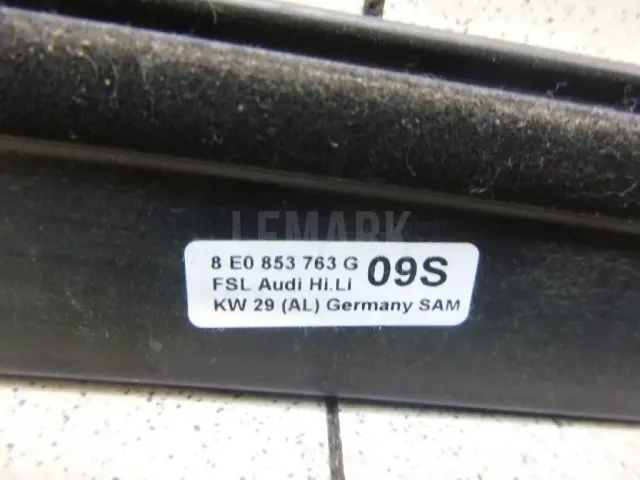 LEMARK
8 E0 853 763 G 09S
FSL Audi Hi.Li
KW 29 (AL) Germany SAM